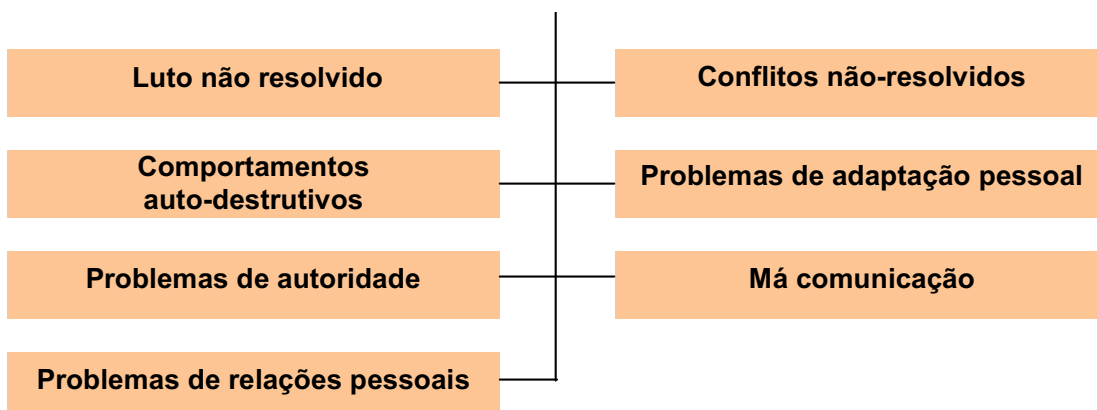 Luto não resolvido
Conflitos não-resolvidos
Comportamentos
auto-destrutivos
Problemas de adaptação pessoal
Problemas de autoridade
Má comunicação
Problemas de relações pessoais